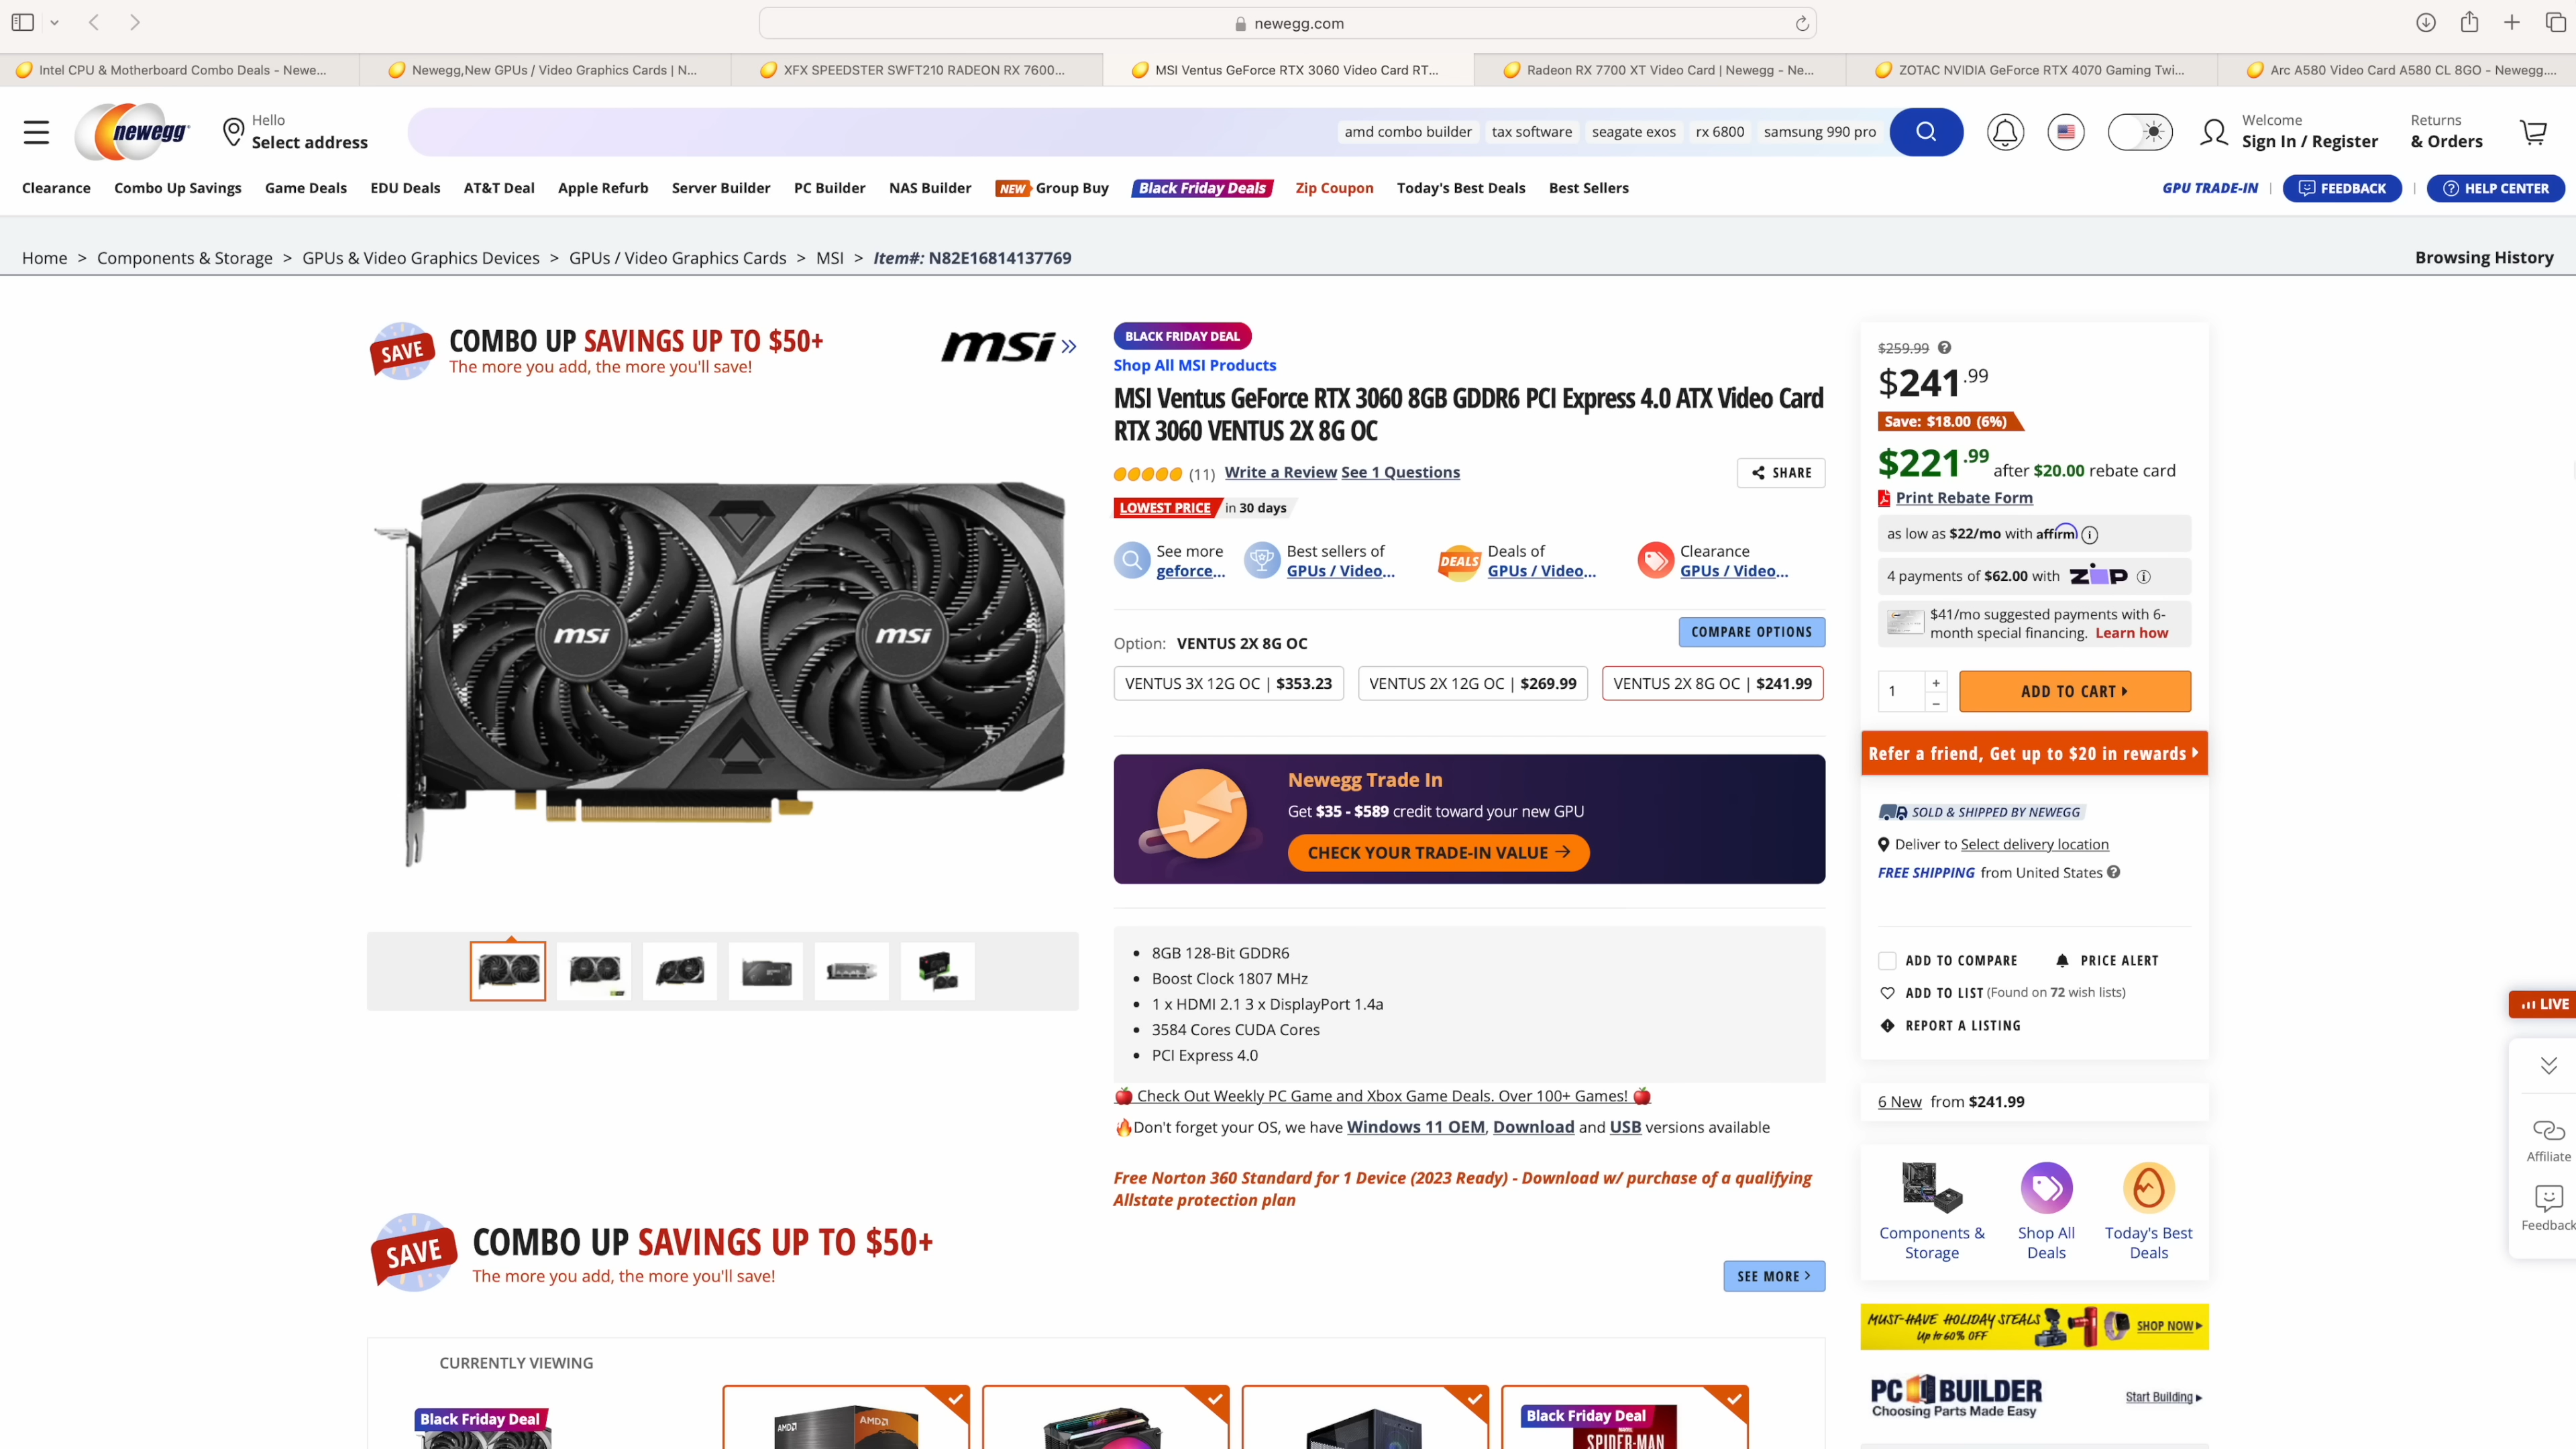 newegg.com
Intel CPU & Motherboard Combo Deals - Newe...
Newegg,New GPUs / Video Graphics Cards | N...
XFX SPEEDSTER SWFT210 RADEON RX 7600...
MSI Ventus GeForce RTX 3060 Video Card RT...
Radeon RX 7700 XT Video Card | Newegg - Ne...
ZOTAC NVIDIA GeForce RTX 4070 Gaming Twi...
Arc A580 Video Card A580 CL 8GO - Newegg....
newegg
Hello
Select address
amd combo builder
tax software
seagate exos
rx 6800
samsung 990 pro
Welcome
Sign In / Register
Returns
& Orders
Clearance
Combo Up Savings
Game Deals
EDU Deals
AT&T Deal
Apple Refurb
Server Builder
PC Builder
NAS Builder
NEW Group Buy
Black Friday Deals
Zip Coupon
Today's Best Deals
Best Sellers
GPU TRADE-IN |
FEEDBACK |
HELP CENTER
Home > Components & Storage > GPUs & Video Graphics Devices > GPUs / Video Graphics Cards > MSI > Item#: N82E16814137769
Browsing History
SAVE
COMBO UP SAVINGS UP TO $50+
The more you add, the more you'll save!
msi
msi
msi
BLACK FRIDAY DEAL
Shop All MSI Products
MSI Ventus GeForce RTX 3060 8GB GDDR6 PCI Express 4.0 ATX Video Card
RTX 3060 VENTUS 2X 8G OC
(11) Write a Review See 1 Questions
SHARE
LOWEST PRICE in 30 days
See more
geforce...
Best sellers of
GPUs / Video...
DEALS
Deals of
GPUs / Video...
Clearance
GPUs / Video...
Option: VENTUS 2X 8G OC
COMPARE OPTIONS
VENTUS 3X 12G OC | $353.23
VENTUS 2X 12G OC | $269.99
VENTUS 2X 8G OC | $241.99
Newegg Trade In
Get $35 - $589 credit toward your new GPU
CHECK YOUR TRADE-IN VALUE →
• 8GB 128-Bit GDDR6
• Boost Clock 1807 MHz
• 1 x HDMI 2.1 3 x DisplayPort 1.4a
• 3584 Cores CUDA Cores
• PCI Express 4.0
🍎 Check Out Weekly PC Game and Xbox Game Deals. Over 100+ Games! 🍎
🔥Don't forget your OS, we have Windows 11 OEM, Download and USB versions available
Free Norton 360 Standard for 1 Device (2023 Ready) - Download w/ purchase of a qualifying
Allstate protection plan
SAVE
COMBO UP SAVINGS UP TO $50+
The more you add, the more you'll save!
SEE MORE
CURRENTLY VIEWING
Black Friday Deal
AMD
AMD
Black Friday Deal
SPIDER-MAN
$259.99
$241.99
Save: $18.00 (6%)
$221.99 after $20.00 rebate card
Print Rebate Form
as low as $22/mo with affirm
4 payments of $62.00 with ZIP
$41/mo suggested payments with 6-
month special financing. Learn how
1
+
−
ADD TO CART
Refer a friend, Get up to $20 in rewards
SOLD & SHIPPED BY NEWEGG
Deliver to Select delivery location
FREE SHIPPING from United States
ADD TO COMPARE
PRICE ALERT
ADD TO LIST (Found on 72 wish lists)
REPORT A LISTING
6 New from $241.99
Components &
Storage
Shop All
Deals
Today's Best
Deals
MUST-HAVE HOLIDAY STEALS
Up to 60% OFF
SHOP NOW
PC BUILDER
Choosing Parts Made Easy
Start Building
LIVE
Affiliate
Feedback